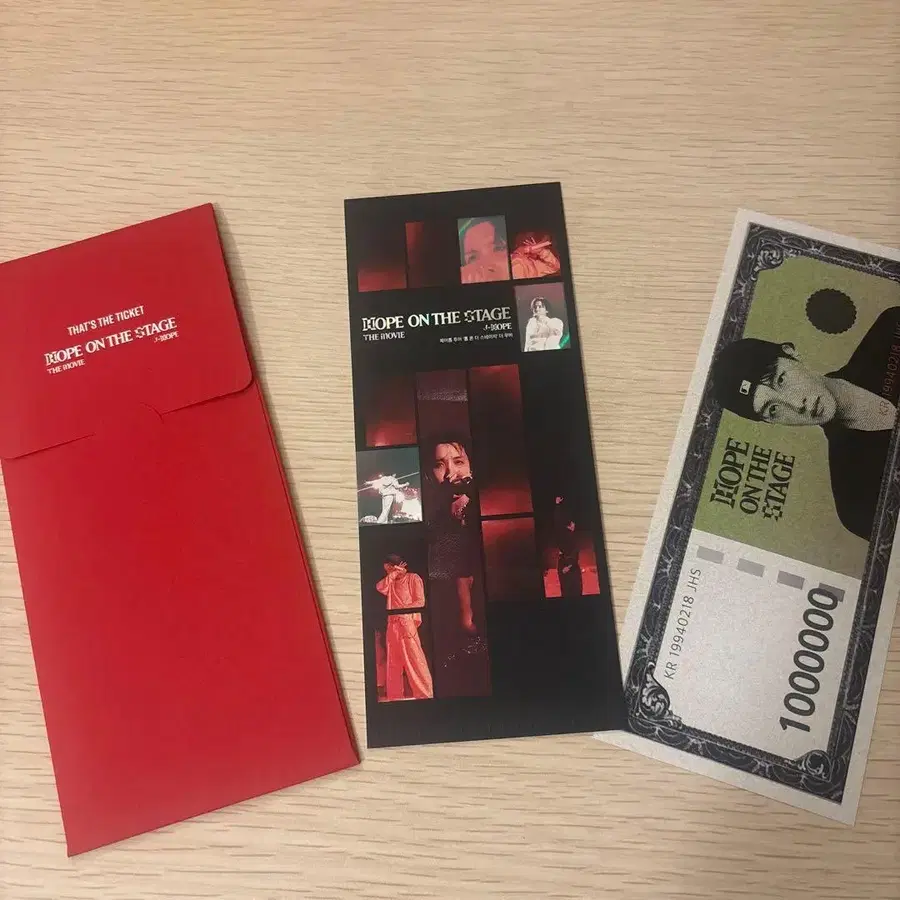 THAT'S THE TICKET
HOPE ON THE STAGE
THE MOVIE
J-HOPE
HOPE ON THE STAGE
THE MOVIE
J-HOPE
제이홉 투어 '홉 온 더 스테이지' 더 무비
HOPE
ON THE
STAGE
KR 19940218 JHS
1000000
KR 19940218